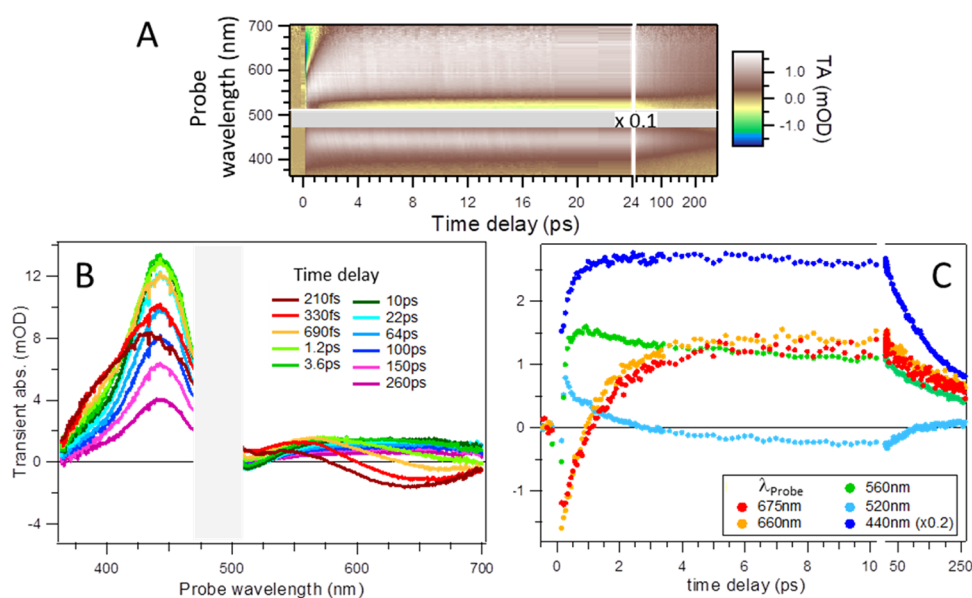 A
Probe
wavelength (nm)
700
600
500
400
x 0.1
0
4
8
12
16
20
24
100
200
Time delay (ps)
1.0
0.0
-1.0
TA (mOD)
B
Transient abs. (mOD)
12
8
4
0
-4
400
500
600
700
Probe wavelength (nm)
Time delay
210fs
330fs
690fs
1.2ps
3.6ps
10ps
22ps
64ps
100ps
150ps
260ps
C
2
1
0
-1
0
2
4
6
8
10
50
250
time delay (ps)
λProbe
675nm
660nm
560nm
520nm
440nm (x0.2)